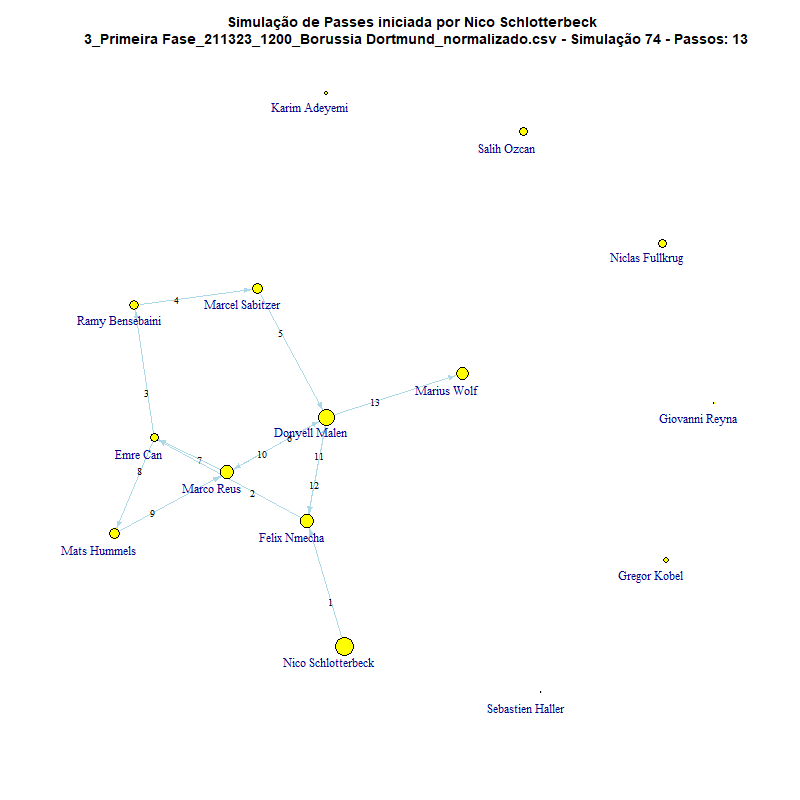 Simulação de Passes iniciada por Nico Schlotterbeck
3_Primeira Fase_211323_1200_Borussia Dortmund_normalizado.csv - Simulação 74 - Passos: 13
Karim Adeyemi
Salih Ozcan
Niclas Fullkrug
4
Marcel Sabitzer
Ramy Bensebaini
5
3
Marius Wolf
13
Giovanni Reyna
Donyell Malen
6
Emre Can
10
11
7
8
12
Marco Reus
2
9
Felix Nmecha
Mats Hummels
Gregor Kobel
1
Nico Schlotterbeck
Sebastien Haller